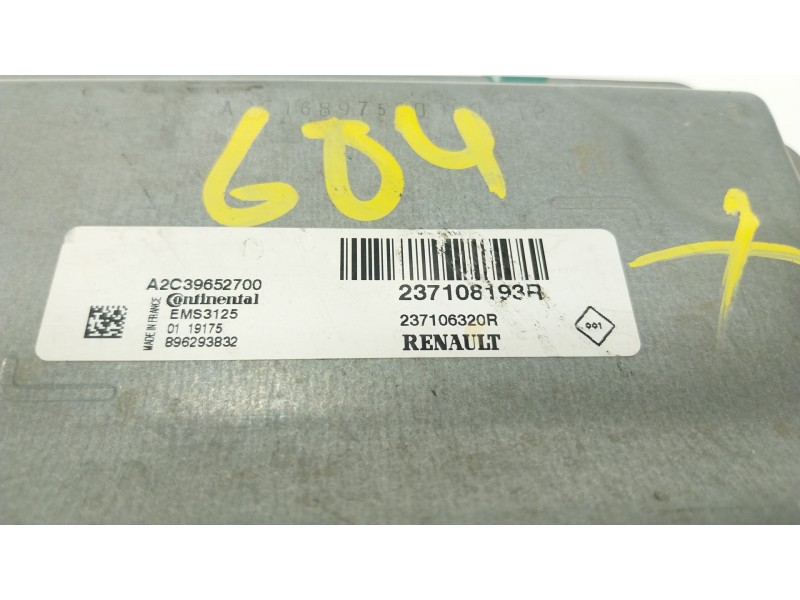 604
A2C39652700
Continental
EMS3125
01 19175
896293832
MADE IN FRANCE
237108193R
237106320R
RENAULT
001